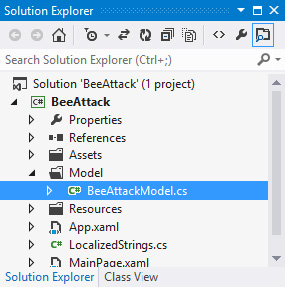 Solution Explorer
Search Solution Explorer (Ctrl+;)
Solution 'BeeAttack' (1 project)
C# BeeAttack
Properties
References
Assets
Model
C# BeeAttackModel.cs
Resources
App.xaml
C# LocalizedStrings.cs
MainPage.xaml
Solution Explorer Class View